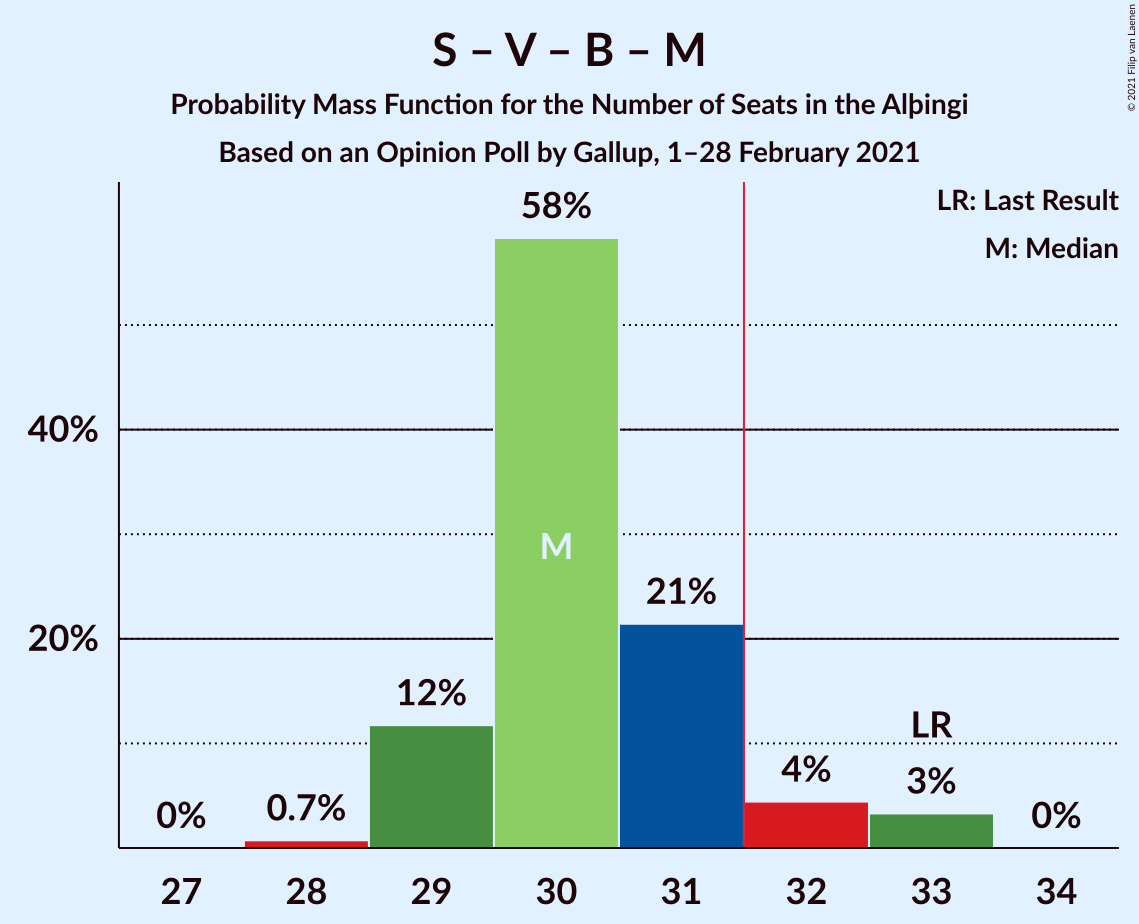 S – V – B – M
Probability Mass Function for the Number of Seats in the Alþingi
Based on an Opinion Poll by Gallup, 1–28 February 2021
© 2021 Filip van Laenen
LR: Last Result
M: Median
58%
40%
M
21%
20%
12%
LR
4%
3%
0.7%
0%
0%
27 28 29 30 31 32 33 34